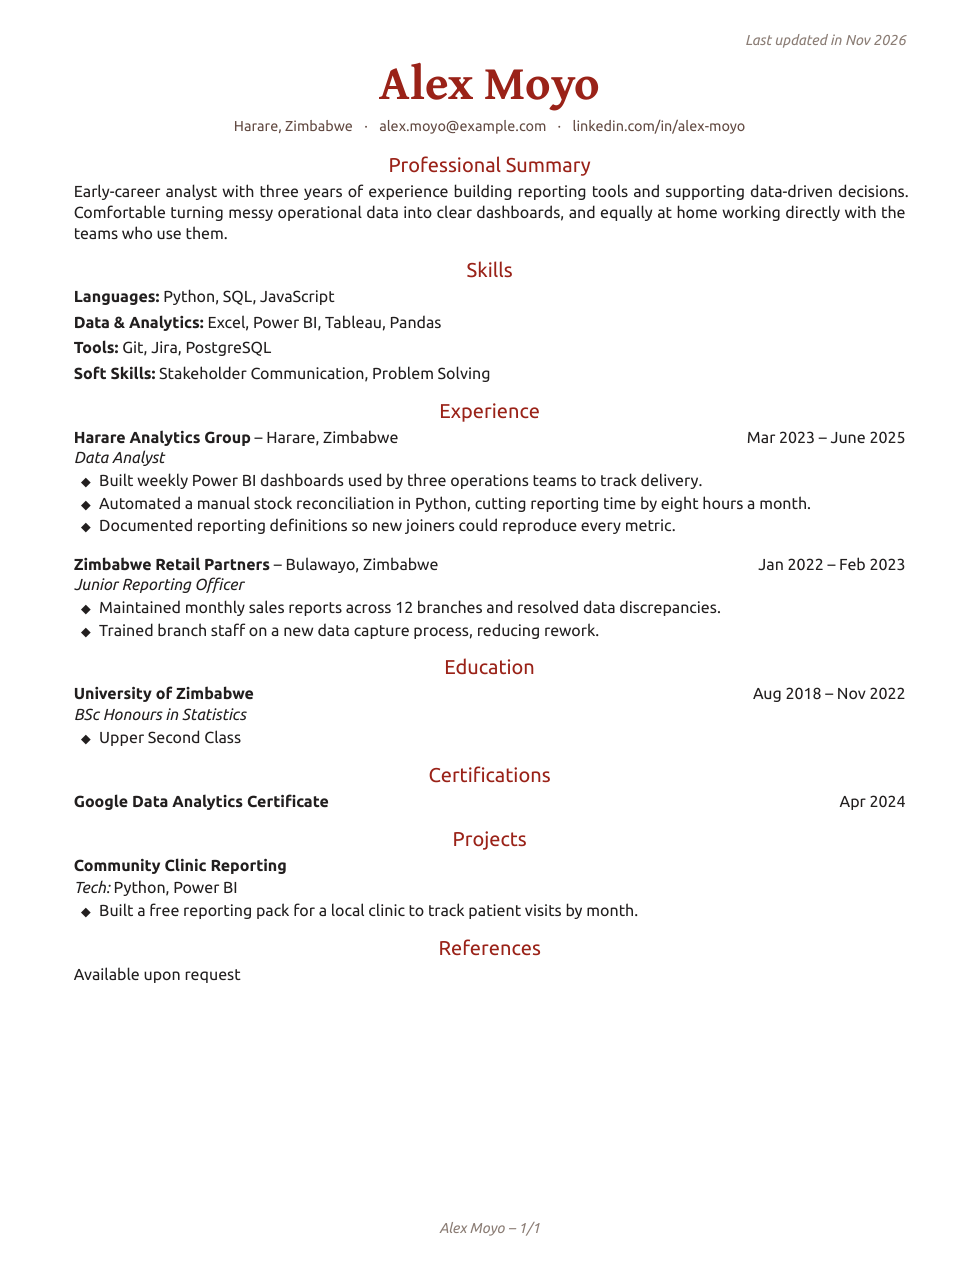 Last updated in Nov 2026
Alex Moyo
Harare, Zimbabwe · alex.moyo@example.com · linkedin.com/in/alex-moyo
Professional Summary
Early-career analyst with three years of experience building reporting tools and supporting data-driven decisions.
Comfortable turning messy operational data into clear dashboards, and equally at home working directly with the
teams who use them.
Skills
Languages: Python, SQL, JavaScript
Data & Analytics: Excel, Power BI, Tableau, Pandas
Tools: Git, Jira, PostgreSQL
Soft Skills: Stakeholder Communication, Problem Solving
Experience
Harare Analytics Group – Harare, Zimbabwe Mar 2023 – June 2025
Data Analyst
◆ Built weekly Power BI dashboards used by three operations teams to track delivery.
◆ Automated a manual stock reconciliation in Python, cutting reporting time by eight hours a month.
◆ Documented reporting definitions so new joiners could reproduce every metric.
Zimbabwe Retail Partners – Bulawayo, Zimbabwe Jan 2022 – Feb 2023
Junior Reporting Officer
◆ Maintained monthly sales reports across 12 branches and resolved data discrepancies.
◆ Trained branch staff on a new data capture process, reducing rework.
Education
University of Zimbabwe Aug 2018 – Nov 2022
BSc Honours in Statistics
◆ Upper Second Class
Certifications
Google Data Analytics Certificate Apr 2024
Projects
Community Clinic Reporting
Tech: Python, Power BI
◆ Built a free reporting pack for a local clinic to track patient visits by month.
References
Available upon request
Alex Moyo – 1/1